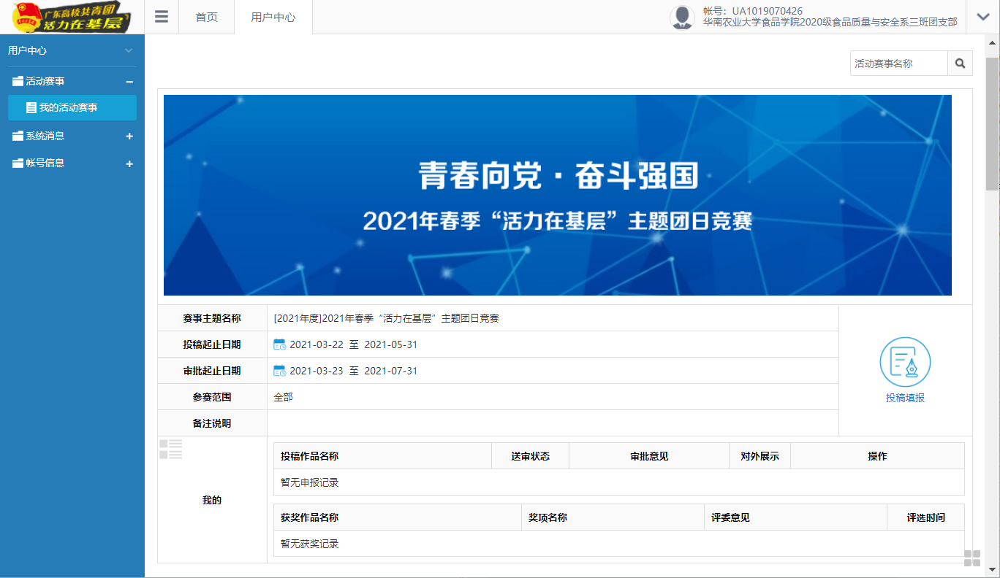 广东高校共青团
活力在基层
首页
用户中心
帐号：UA1019070426
华南农业大学食品学院2020级食品质量与安全系三班团支部
用户中心
活动赛事
我的活动赛事
系统消息
帐号信息
活动赛事名称
青春向党·奋斗强国
2021年春季“活力在基层”主题团日竞赛
赛事主题名称
[2021年度]2021年春季“活力在基层”主题团日竞赛
投稿起止日期
2021-03-22 至 2021-05-31
审批起止日期
2021-03-23 至 2021-07-31
参赛范围
全部
备注说明
投稿填报
我的
投稿作品名称 送审状态 审批意见 对外展示 操作
暂无申报记录
获奖作品名称 奖项名称 评委意见 评选时间
暂无获奖记录